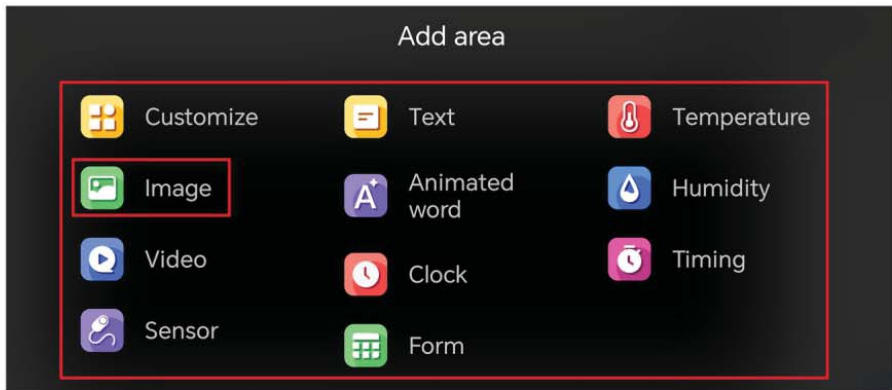 Add area
Customize
Text
Temperature
Image
Animated
word
Humidity
Video
Clock
Timing
Sensor
Form